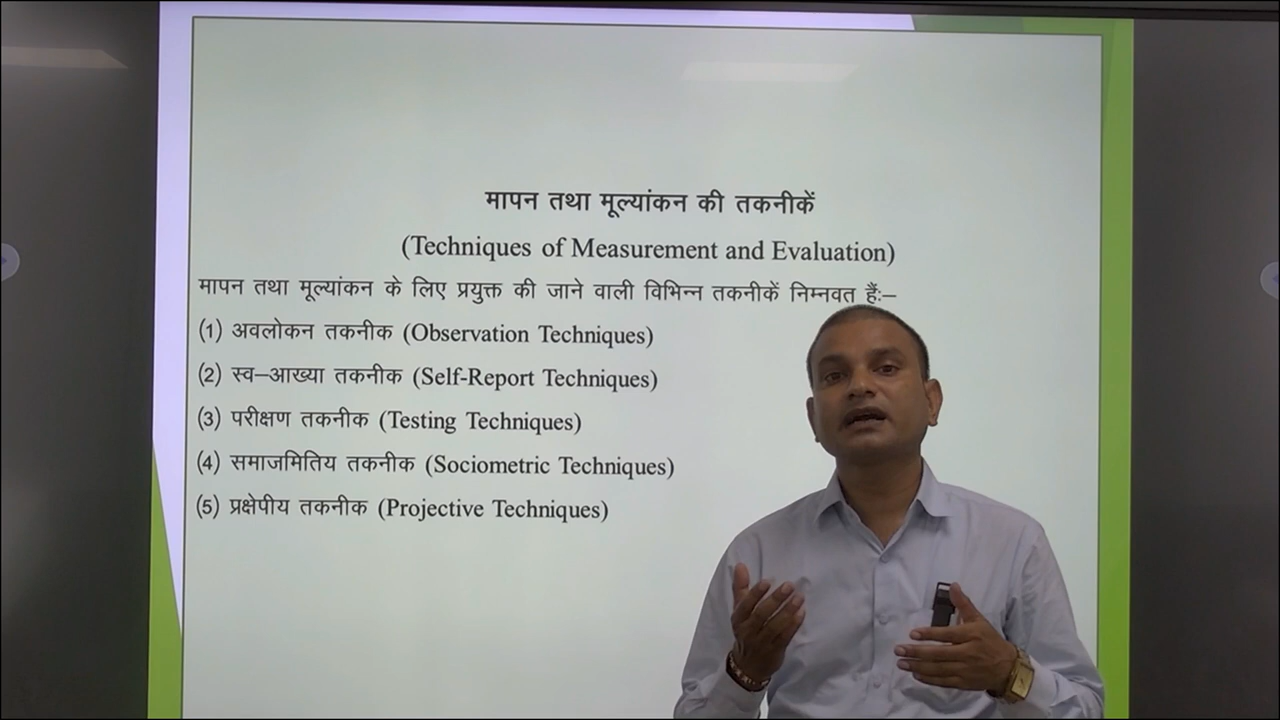 मापन तथा मूल्यांकन की तकनीकें
(Techniques of Measurement and Evaluation)
मापन तथा मूल्यांकन के लिए प्रयुक्त की जाने वाली विभिन्न तकनीकें निम्नवत हैंः–
(1) अवलोकन तकनीक (Observation Techniques)
(2) स्व–आख्या तकनीक (Self-Report Techniques)
(3) परीक्षण तकनीक (Testing Techniques)
(4) समाजमितिय तकनीक (Sociometric Techniques)
(5) प्रक्षेपीय तकनीक (Projective Techniques)